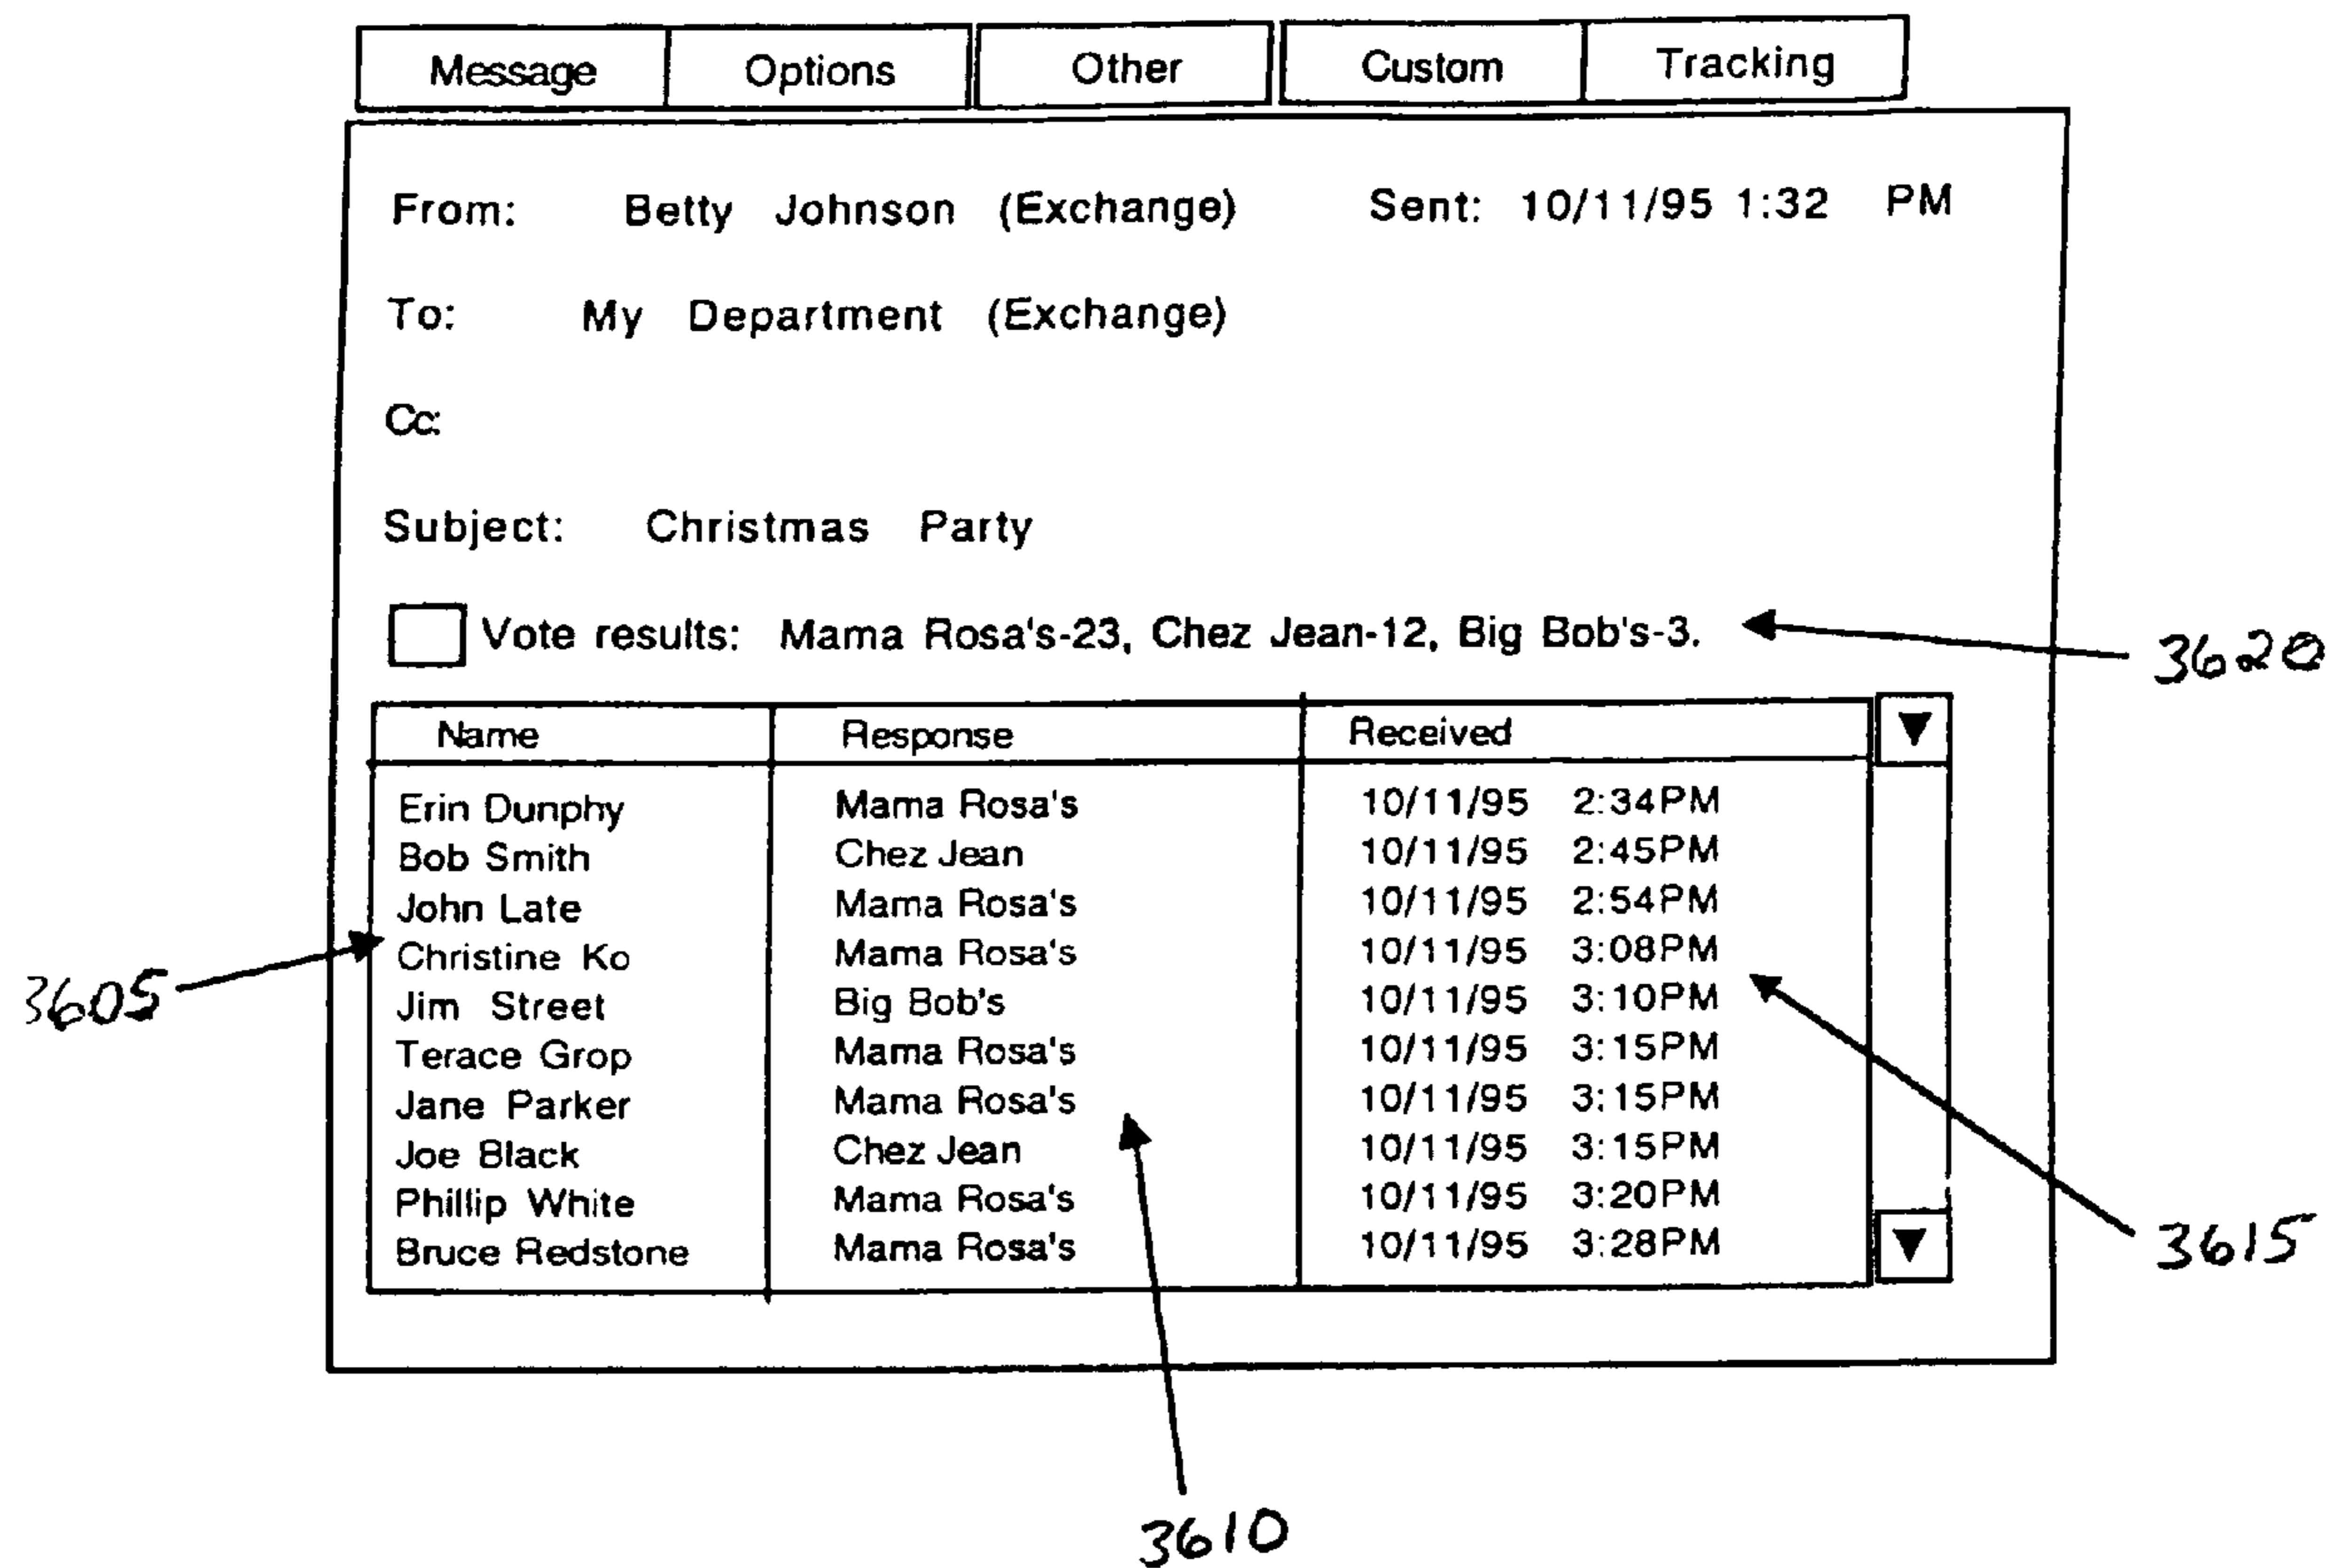 Message Options Other Custom Tracking
From: Betty Johnson (Exchange) Sent: 10/11/95 1:32 PM
To: My Department (Exchange)
Cc:
Subject: Christmas Party
Vote results: Mama Rosa's-23, Chez Jean-12, Big Bob's-3.
3620
Name Response Received
Erin Dunphy Mama Rosa's 10/11/95 2:34PM
Bob Smith Chez Jean 10/11/95 2:45PM
John Late Mama Rosa's 10/11/95 2:54PM
Christine Ko Mama Rosa's 10/11/95 3:08PM
3605
Jim Street Big Bob's 10/11/95 3:10PM
Terace Grop Mama Rosa's 10/11/95 3:15PM
Jane Parker Mama Rosa's 10/11/95 3:15PM
Joe Black Chez Jean 10/11/95 3:15PM
Phillip White Mama Rosa's 10/11/95 3:20PM
Bruce Redstone Mama Rosa's 10/11/95 3:28PM
3615
3610